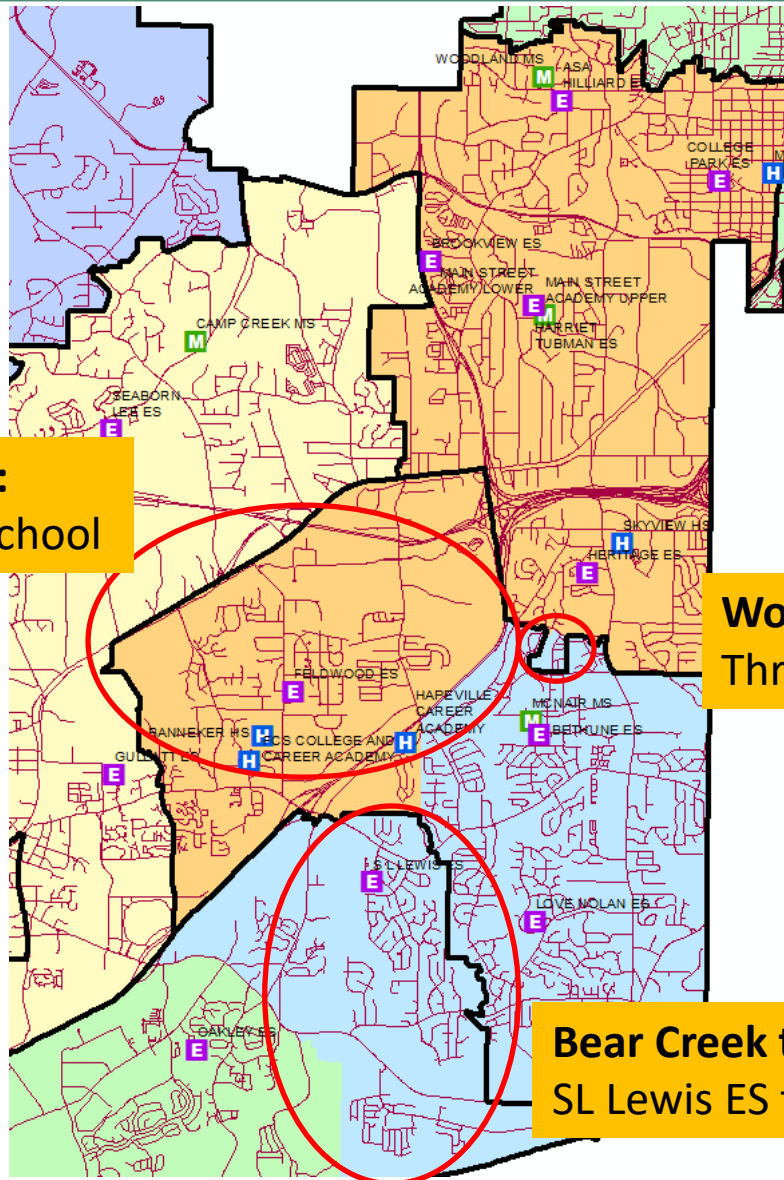 WOODLAND MS
M
ASA
HILLIARD E
E
COLLEGE
PARK ES
E
M
H
BROOKVIEW ES
E
MAIN STREET
ACADEMY LOWER
MAIN STREET
ACADEMY UPPER
E
M
HARRIET
TUBMAN ES
CAMP CREEK MS
M
SEABORN
LEE ES
E
:
chool
SKYVIEW HS
H
HERITAGE ES
E
Wo
Thr
FELDWOOD ES
E
HAPEVILLE
CAREER
ACADEMY
H
MCNAIR MS
M
BETHUNE ES
E
BANNEKER HS
H
FCS COLLEGE AND
CAREER ACADEMY
H
GULLATT ES
E
S L LEWIS ES
E
LOVE NOLAN ES
E
OAKLEY ES
E
Bear Creek t
SL Lewis ES